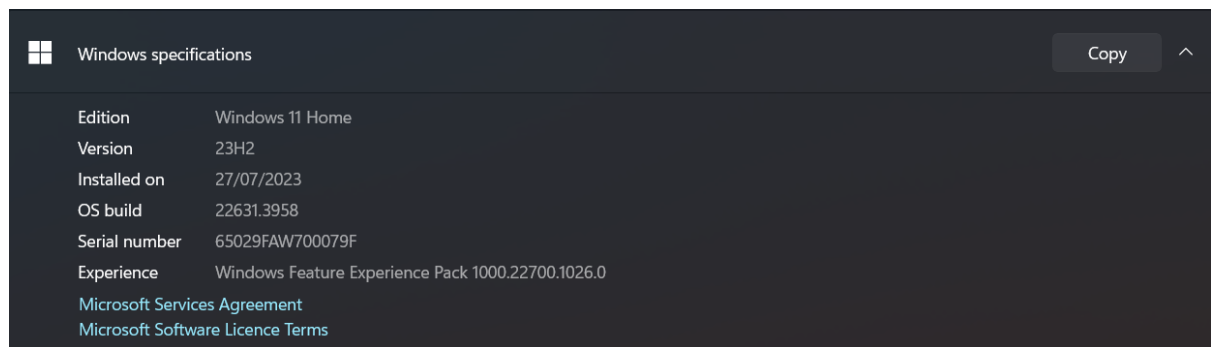 Windows specifications Copy
Edition Windows 11 Home
Version 23H2
Installed on 27/07/2023
OS build 22631.3958
Serial number 65029FAW700079F
Experience Windows Feature Experience Pack 1000.22700.1026.0
Microsoft Services Agreement
Microsoft Software Licence Terms